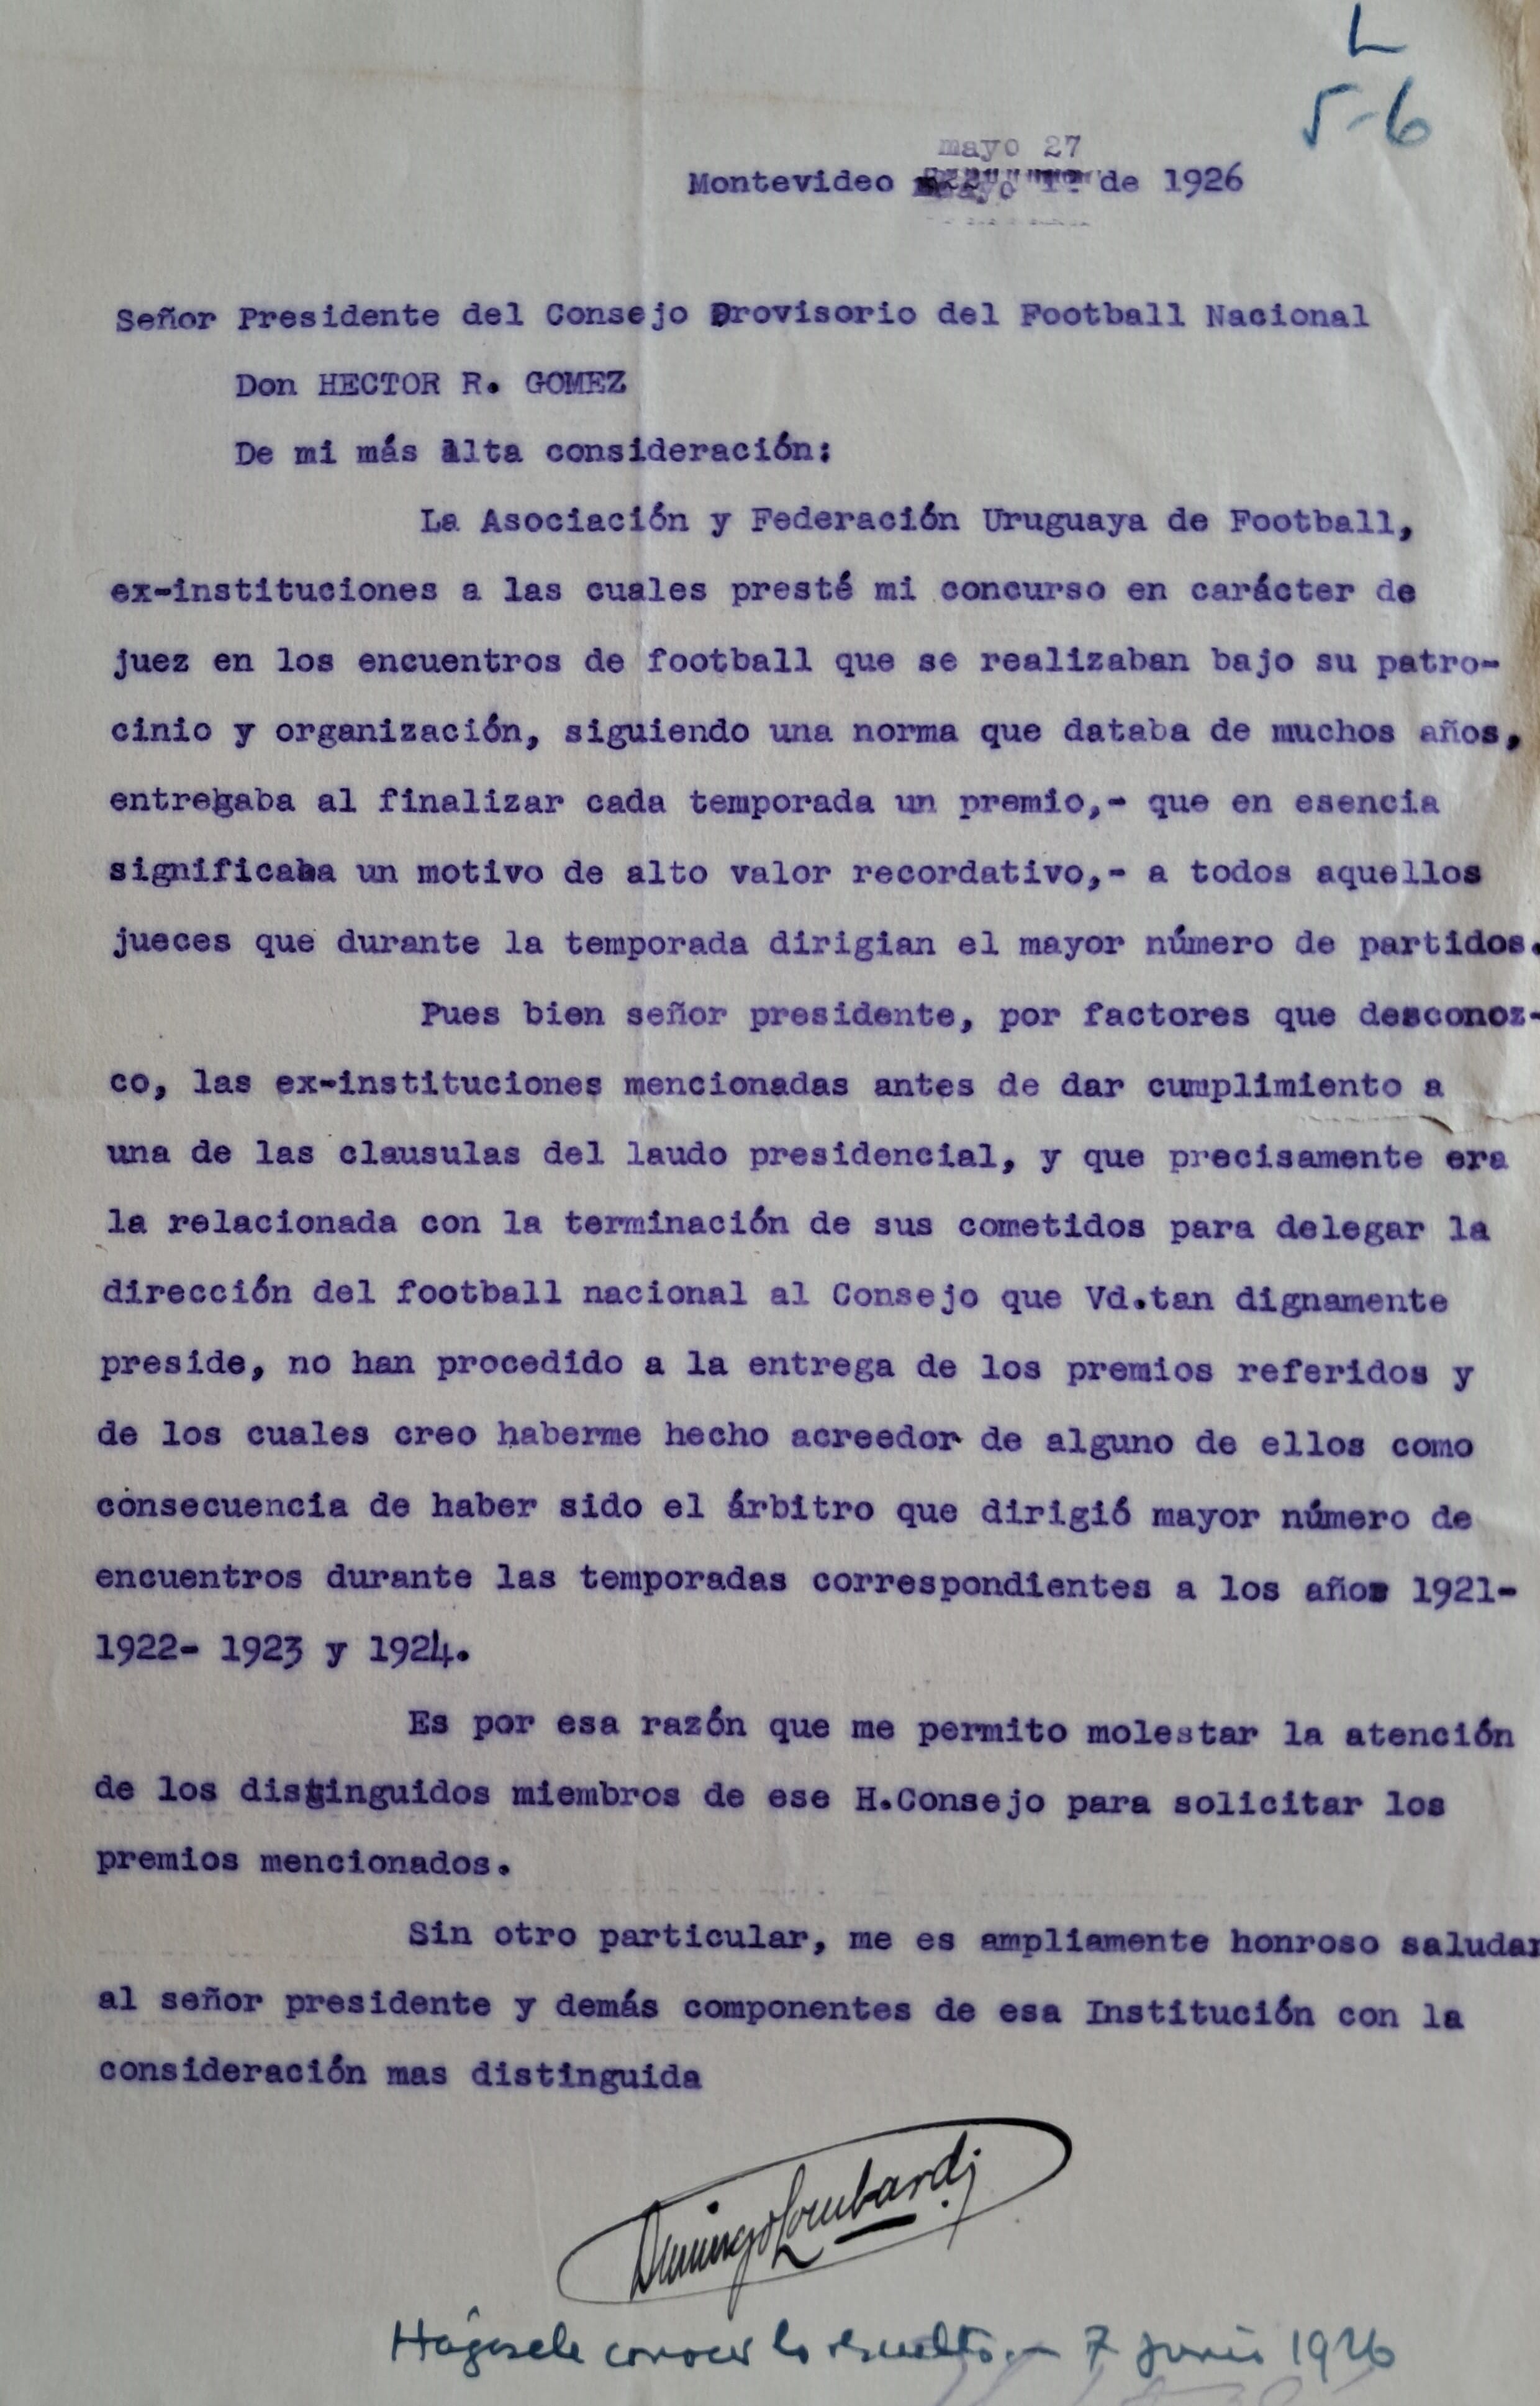 L
5-6
mayo 27
Montevideo de 1926
Señor Presidente del Consejo Provisorio del Football Nacional
Don HECTOR R. GOMEZ
De mi más alta consideración:
La Asociación y Federación Uruguaya de Football,
ex-instituciones a las cuales presté mi concurso en carácter de
juez en los encuentros de football que se realizaban bajo su patro-
cinio y organización, siguiendo una norma que databa de muchos años,
entregaba al finalizar cada temporada un premio,- que en esencia
significaba un motivo de alto valor recordativo,- a todos aquellos
jueces que durante la temporada dirigian el mayor número de partidos.
Pues bien señor presidente, por factores que desconoz-
co, las ex-instituciones mencionadas antes de dar cumplimiento a
una de las clausulas del laudo presidencial, y que precisamente era
la relacionada con la terminación de sus cometidos para delegar la
dirección del football nacional al Consejo que Vd.tan dignamente
preside, no han procedido a la entrega de los premios referidos y
de los cuales creo haberme hecho acreedor de alguno de ellos como
consecuencia de haber sido el árbitro que dirigió mayor número de
encuentros durante las temporadas correspondientes a los años 1921-
1922- 1923 y 1924.
Es por esa razón que me permito molestar la atención
de los distinguidos miembros de ese H.Consejo para solicitar los
premios mencionados.
Sin otro particular, me es ampliamente honroso saludar
al señor presidente y demás componentes de esa Institución con la
consideración mas distinguida
Domingo Lombardi
Hágasele conocer lo resuelto.- 7 junio 1926